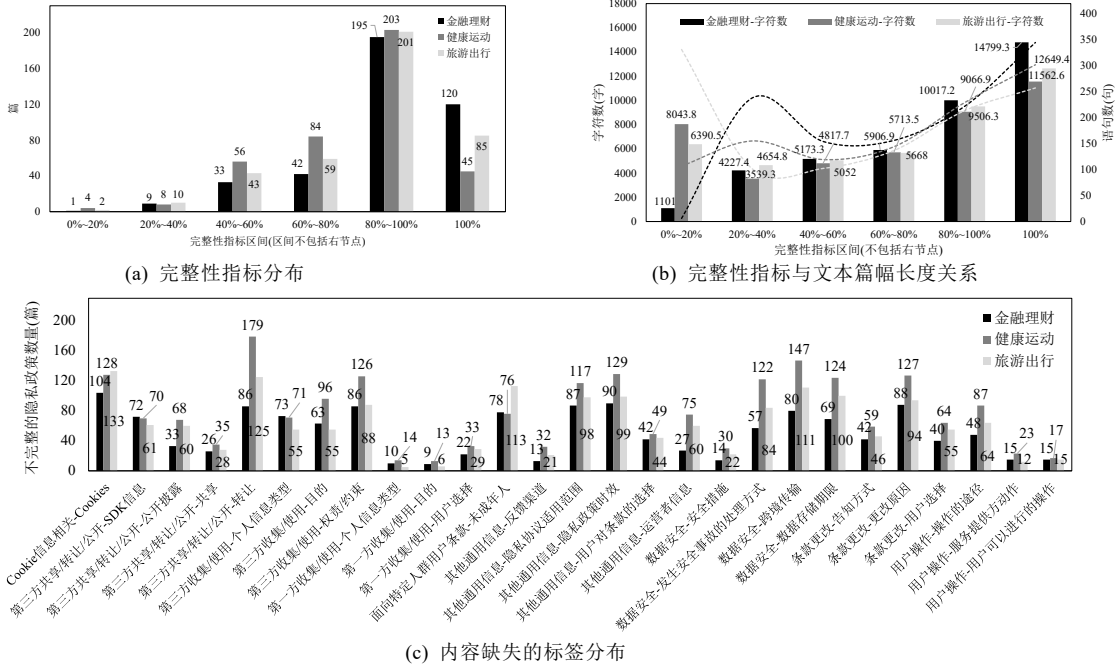 200
160
120
80
40
0
篇
金融理财
健康运动
旅游出行
1 4 2
9 8 10
33 56 43
42 84 59
195 203 201
120 45 85
0%~20% 20%~40% 40%~60% 60%~80% 80%~100% 100%
完整性指标区间(区间不包括右节点)
(a) 完整性指标分布
18000
16000
14000
12000
10000
8000
6000
4000
2000
0
字符数(字)
金融理财-字符数 健康运动-字符数 旅游出行-字符数
1101 8043.8 6390.5
4227.4 3539.3 4654.8
5173.3 4817.7 5052
5906.9 5713.5 5668
10017.2 9066.9 9506.3
14799.3 11562.6 12649.4
400
350
300
250
200
150
100
50
0
语句数(句)
0%~20% 20%~40% 40%~60% 60%~80% 80%~100% 100%
完整性指标区间(不包括右节点)
(b) 完整性指标与文本篇幅长度关系
200
160
120
80
40
0
不完整的隐私政策数量(篇)
金融理财
健康运动
旅游出行
104 128 133
72 70 61
33 68 60
26 35 28
86 179 125
73 71 55
63 96 55
86 126 88
10 14 5
9 13 6
22 33 29
78 76 113
13 32 21
87 117 98
90 129 99
42 49 44
27 75 60
14 30 22
57 122 84
80 147 111
69 124 100
42 59 46
88 127 94
40 64 55
48 87 64
15 23 12
15 17 15
Cookie信息相关-Cookies
第三方共享/转让/公开-SDK信息
第三方共享/转让/公开-公开披露
第三方共享/转让/公开-共享
第三方共享/转让/公开-转让
第三方收集/使用-个人信息类型
第三方收集/使用-目的
第三方收集/使用-权责/约束
第一方收集/使用-个人信息类型
第一方收集/使用-目的
第一方收集/使用-用户选择
面向特定人群用户条款-未成年人
其他通用信息-反馈渠道
其他通用信息-隐私协议适用范围
其他通用信息-隐私政策时效
其他通用信息-用户对条款的选择
其他通用信息-运营者信息
数据安全-安全措施
数据安全-发生安全事故的处理方式
数据安全-跨境传输
数据安全-数据存储期限
条款更改-告知方式
条款更改-更改原因
条款更改-用户选择
用户操作-用户操作的途径
用户操作-服务提供方动作
用户操作-用户可以进行的操作
(c) 内容缺失的标签分布